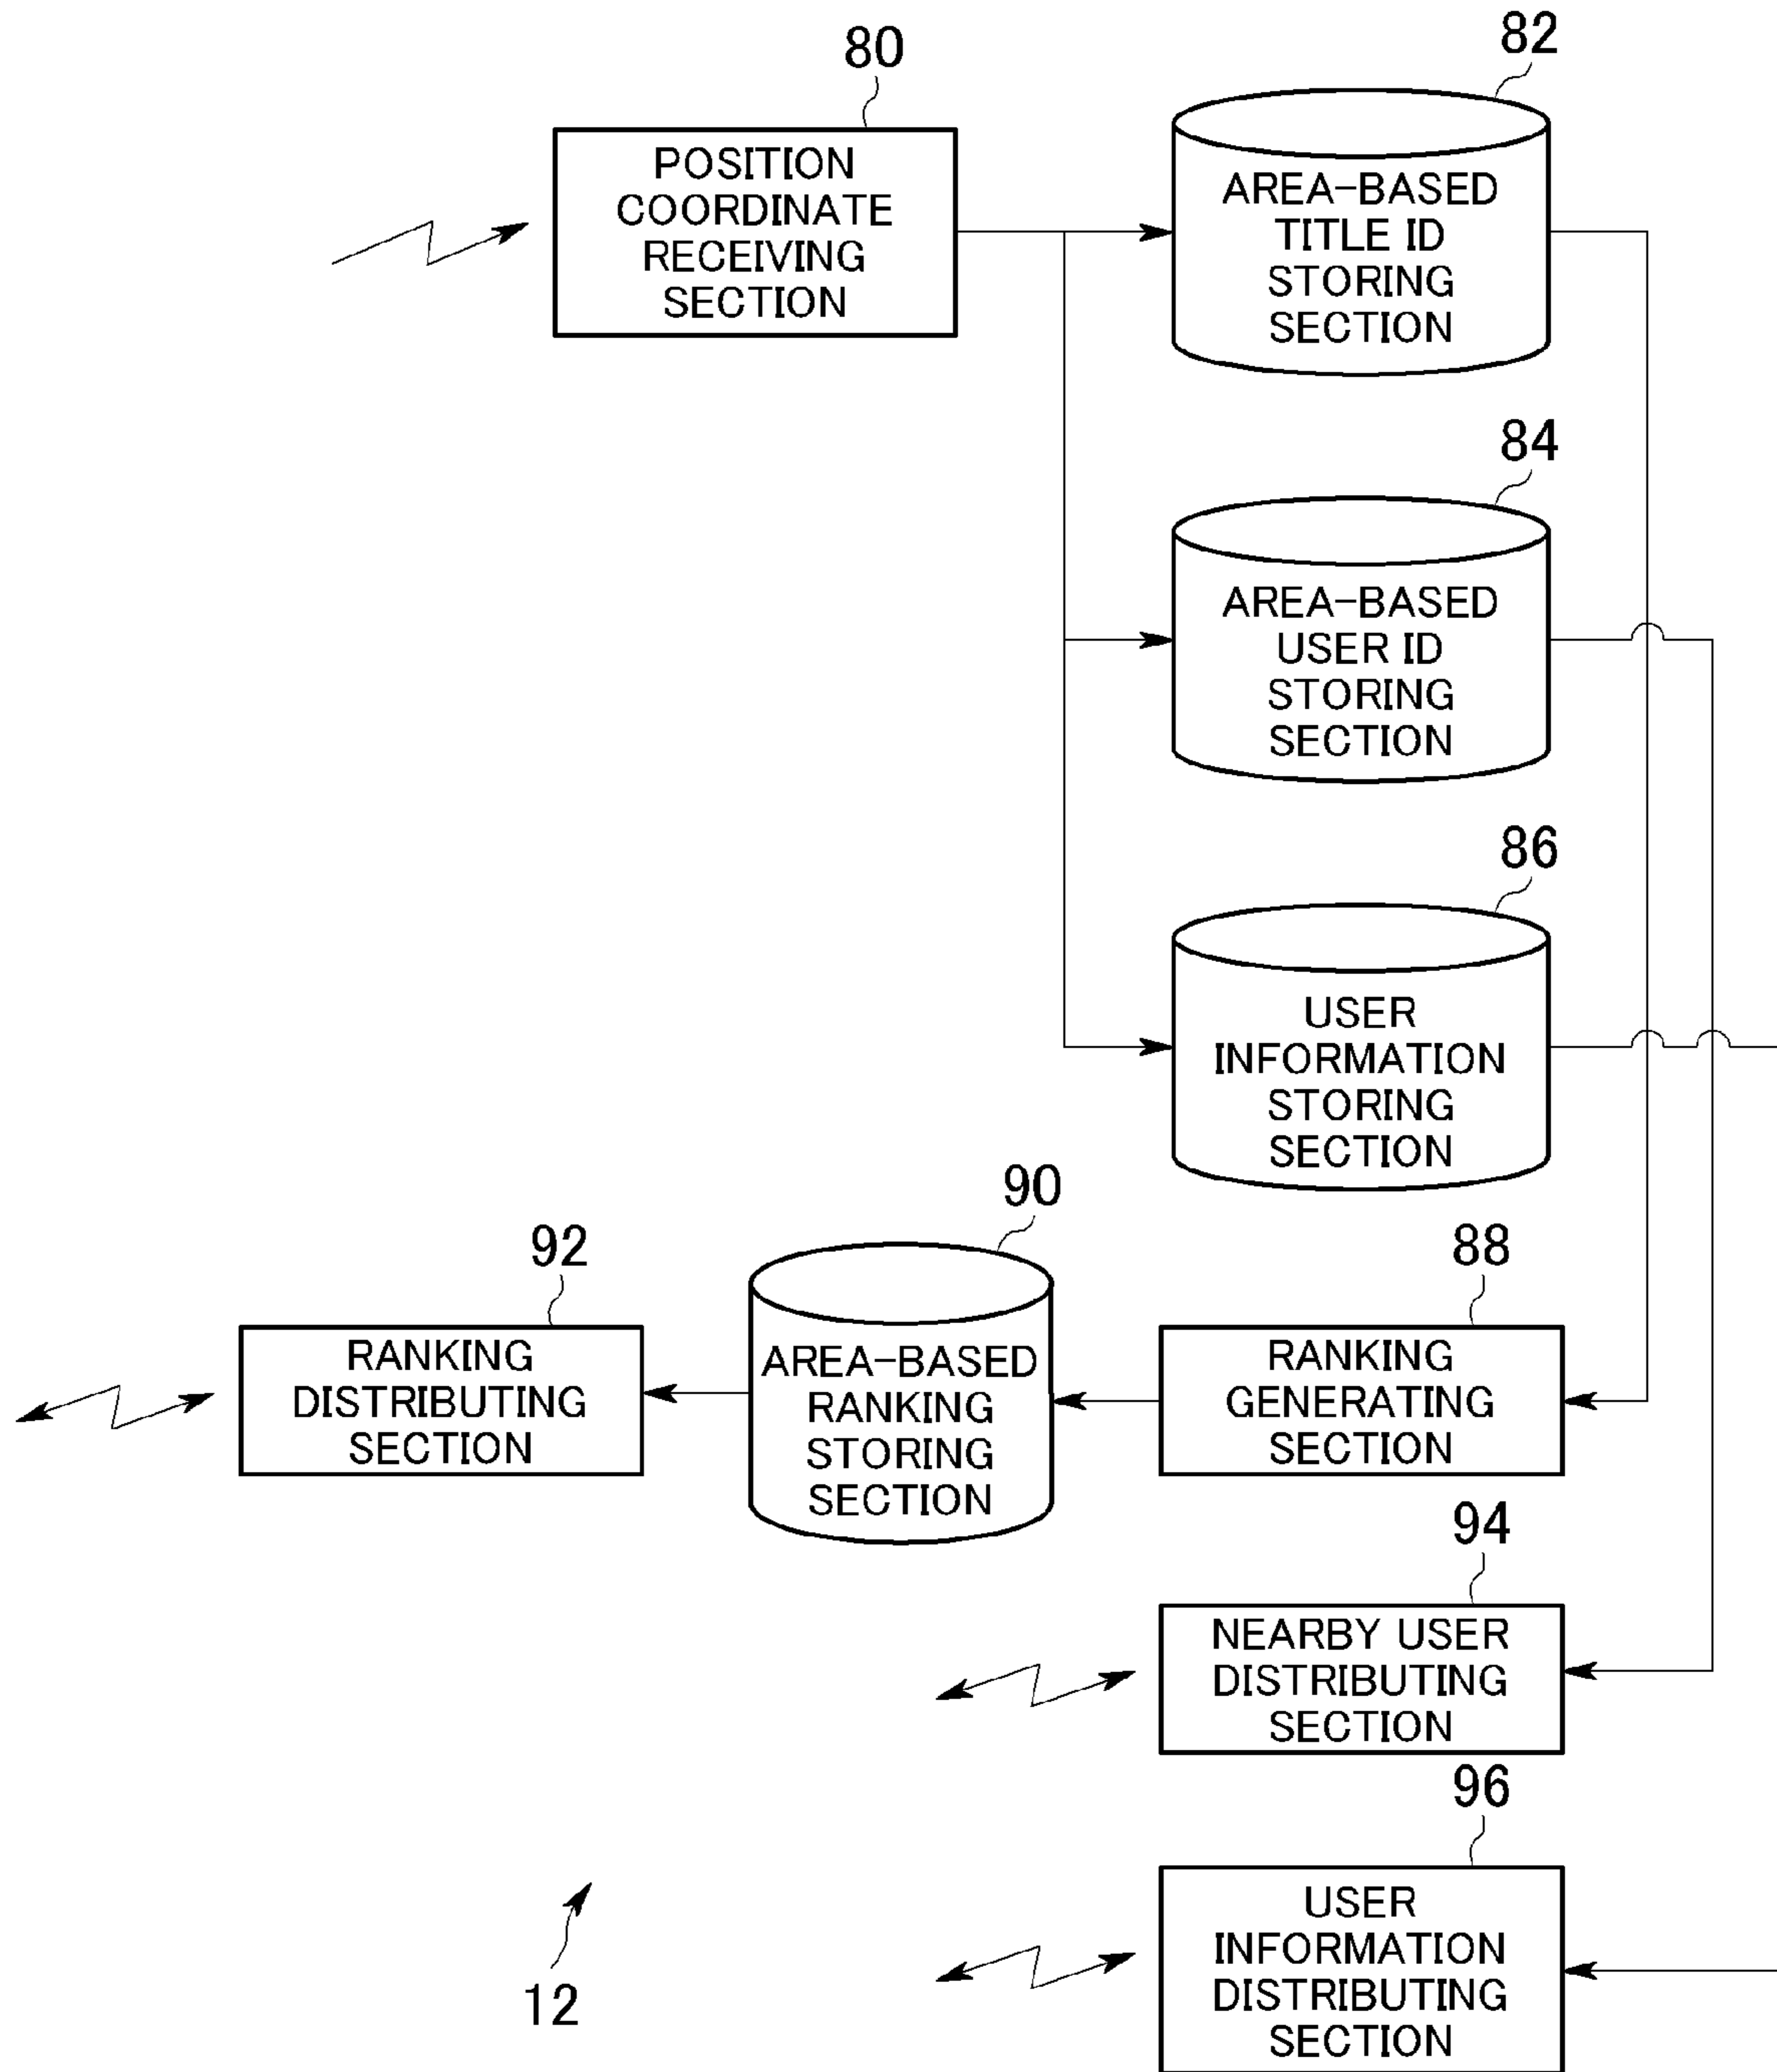 80
POSITION
COORDINATE
RECEIVING
SECTION
82
AREA-BASED
TITLE ID
STORING
SECTION
84
AREA-BASED
USER ID
STORING
SECTION
86
USER
INFORMATION
STORING
SECTION
92
RANKING
DISTRIBUTING
SECTION
90
AREA-BASED
RANKING
STORING
SECTION
88
RANKING
GENERATING
SECTION
94
NEARBY USER
DISTRIBUTING
SECTION
96
USER
INFORMATION
DISTRIBUTING
SECTION
12